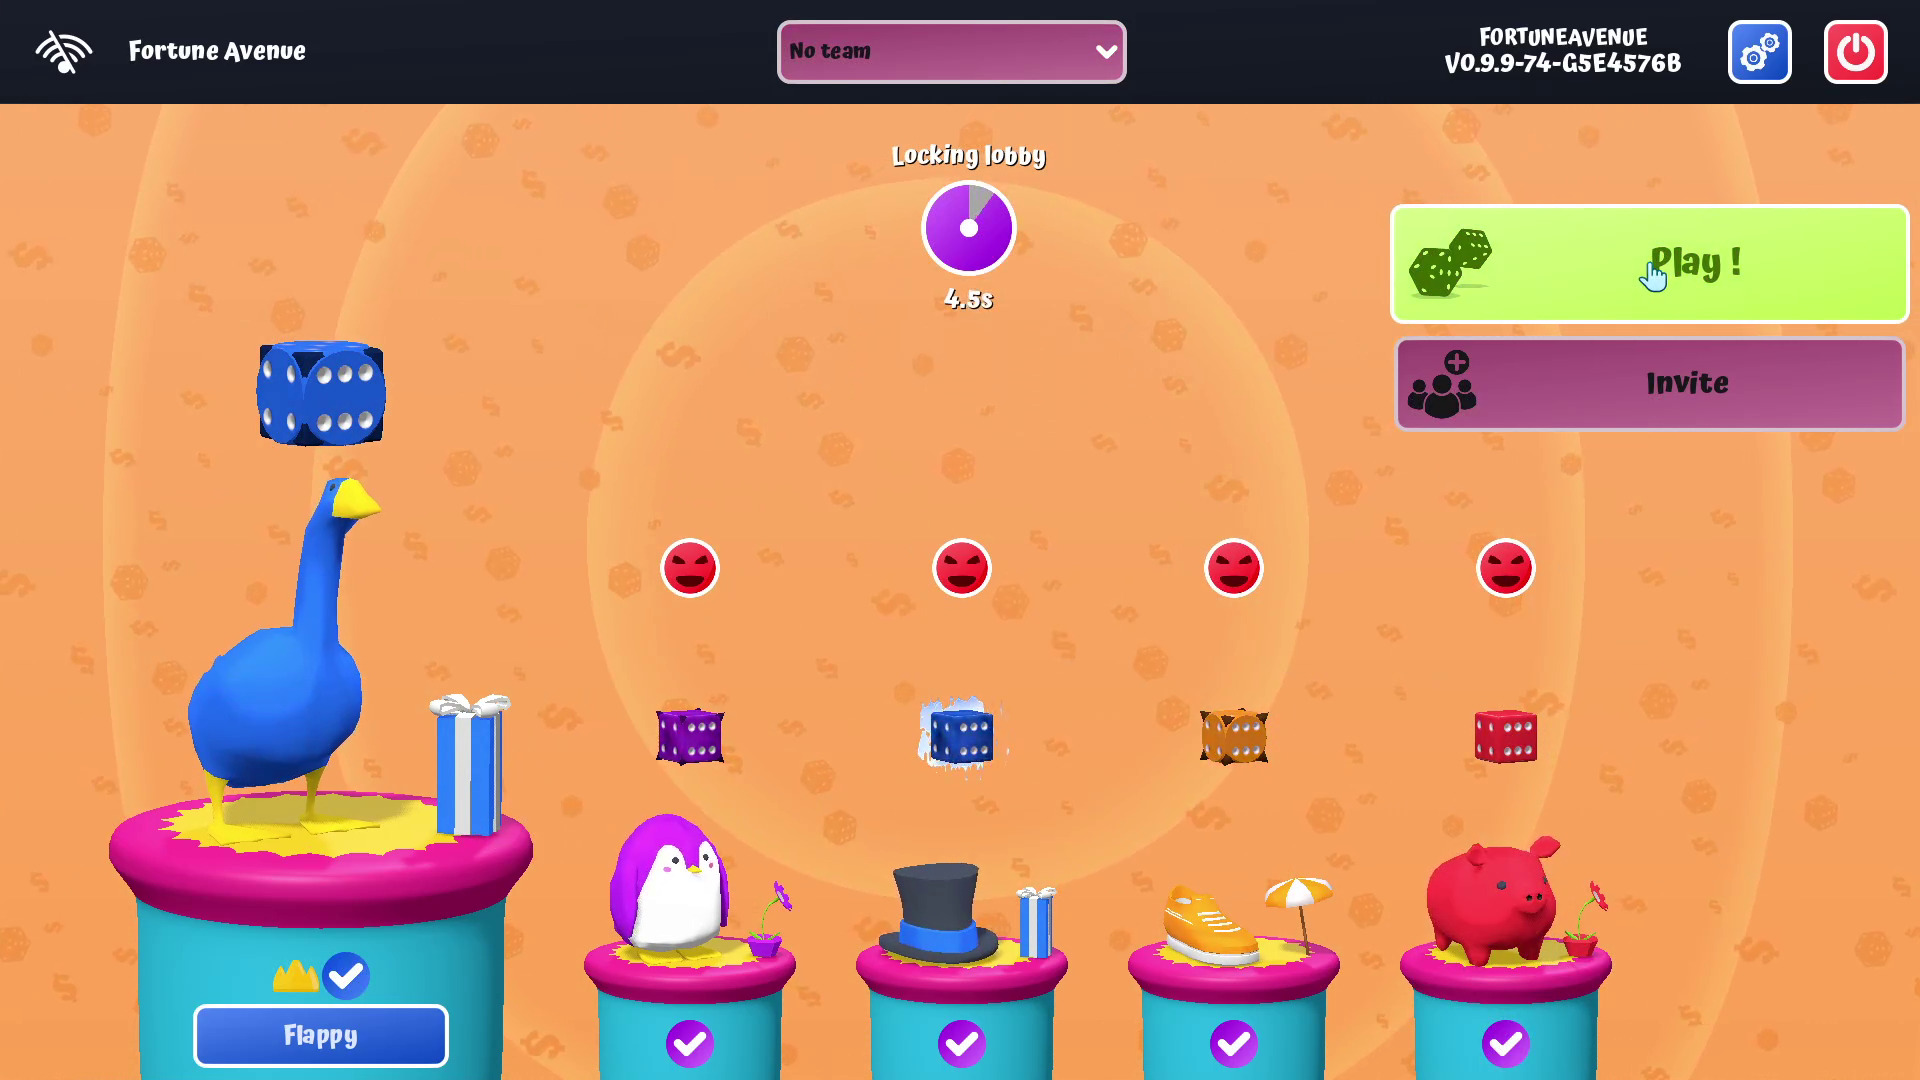 Fortune Avenue
No team
FORTUNEAVENUE
V0.9.9-74-G5E4576B
Locking lobby
4.5s
Play !
Invite
Flappy